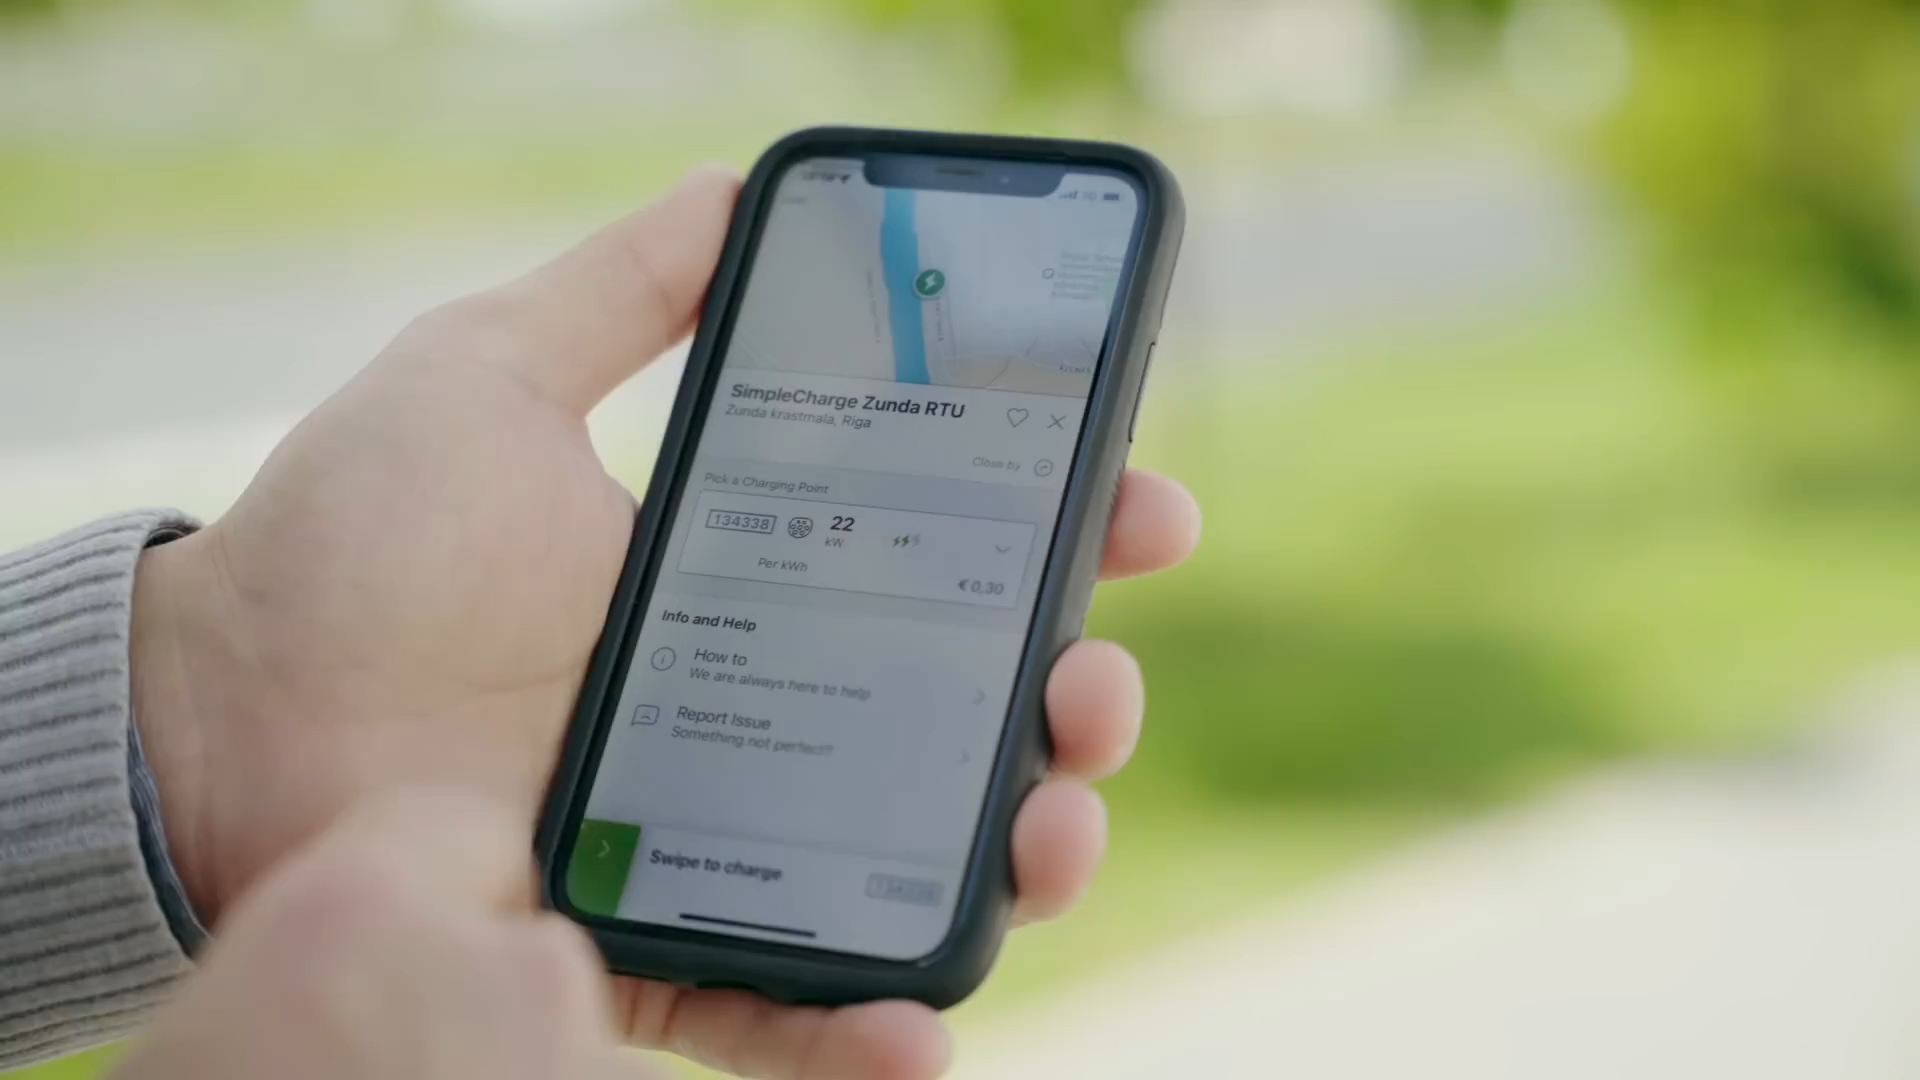 SimpleCharge Zunda RTU
Zunda krastmala, Riga
Close by
Pick a Charging Point
134338
22
kW
Per kWh
€ 0,30
Info and Help
How to
We are always here to help
Report Issue
Something not perfect?
Swipe to charge
134338